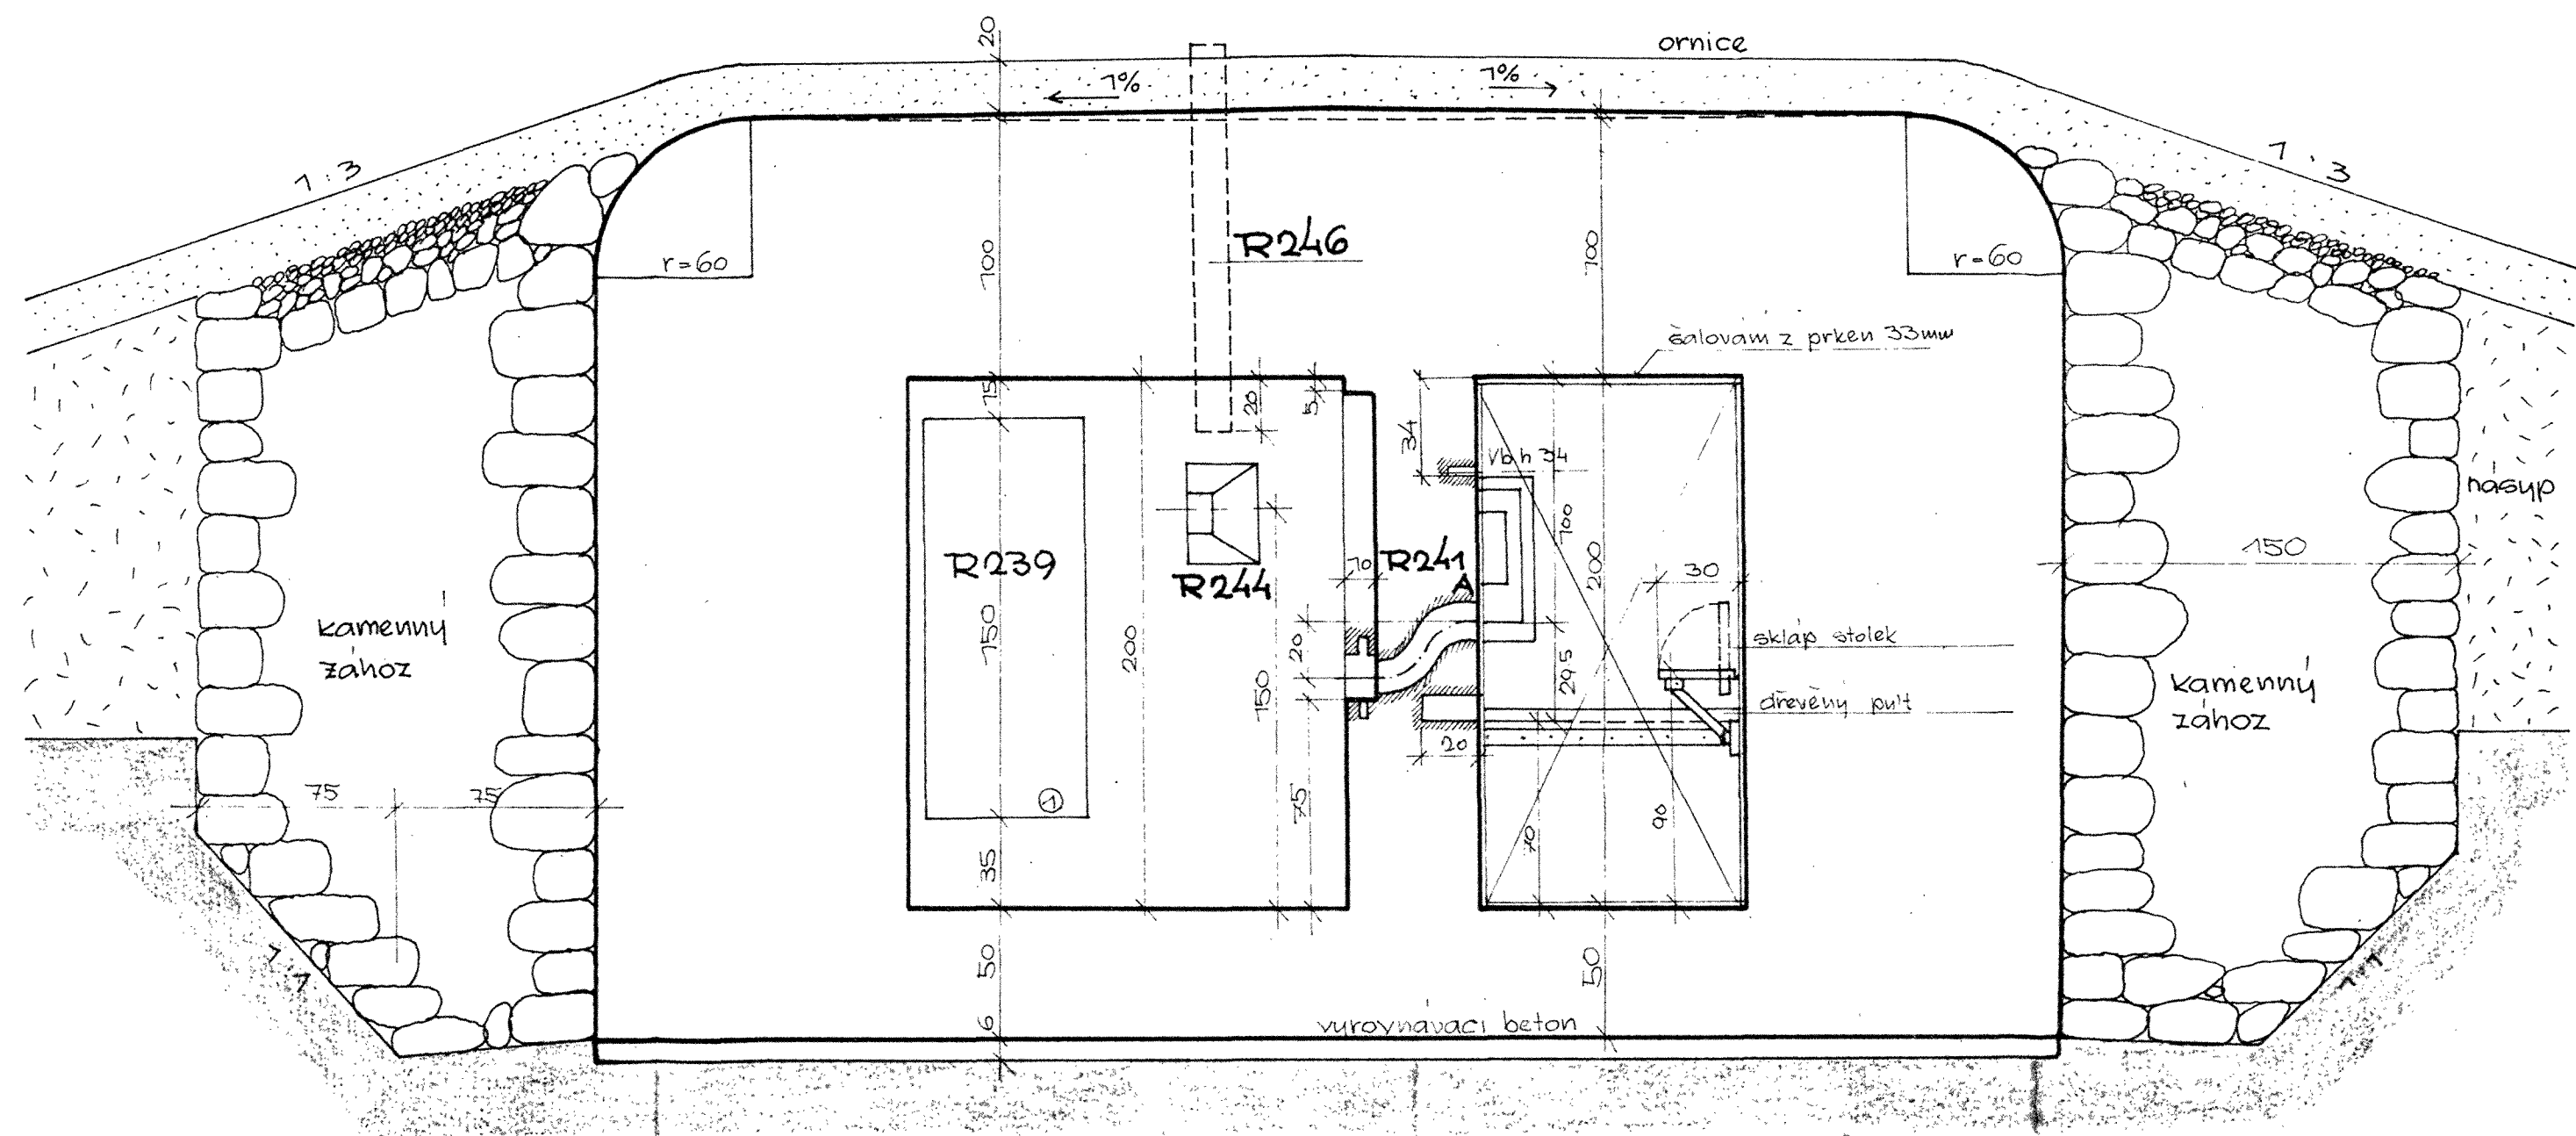 20
ornice
1%
1%
1 : 3
1 : 3
R246
r=60
100
100
r=60
šalování z prken 33mm
15
20
5
34
Vb h 34
násyp
R239
R244
10
R241
A
100
200
30
150
kamenný
zához
150
200
20
150
29,5
skláp stolek
dřevěný pult
kamenný
zához
20
75
75
1
75
70
90
35
1:1
50
50
1:1
6
vyrovnávací beton